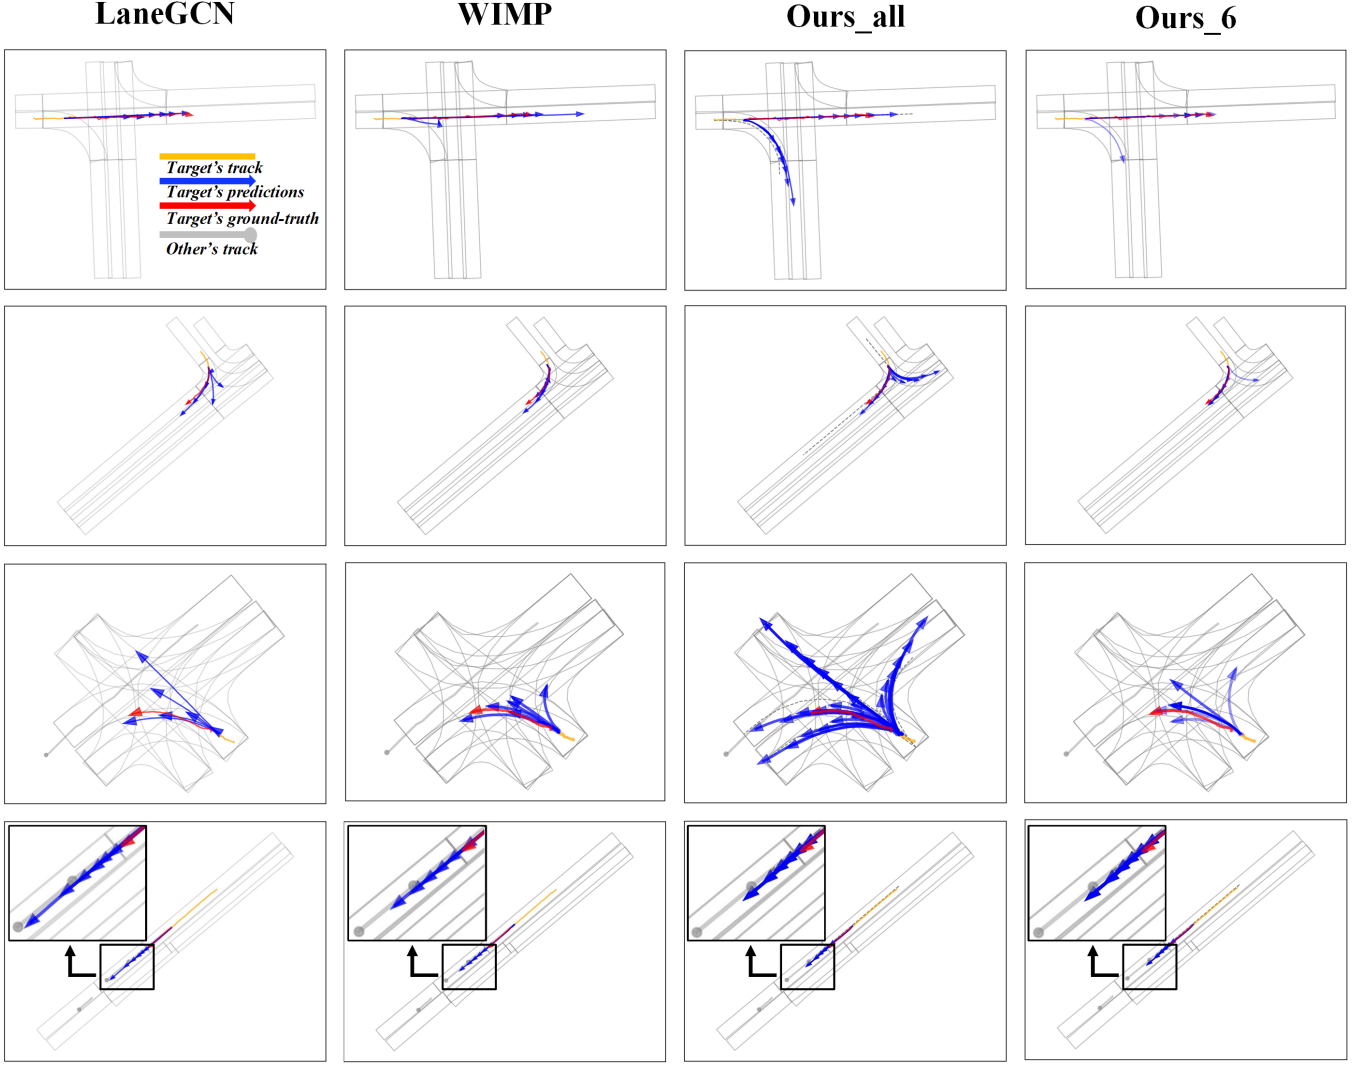 LaneGCN
WIMP
Ours_all
Ours_6
Target's track
Target's predictions
Target's ground-truth
Other's track